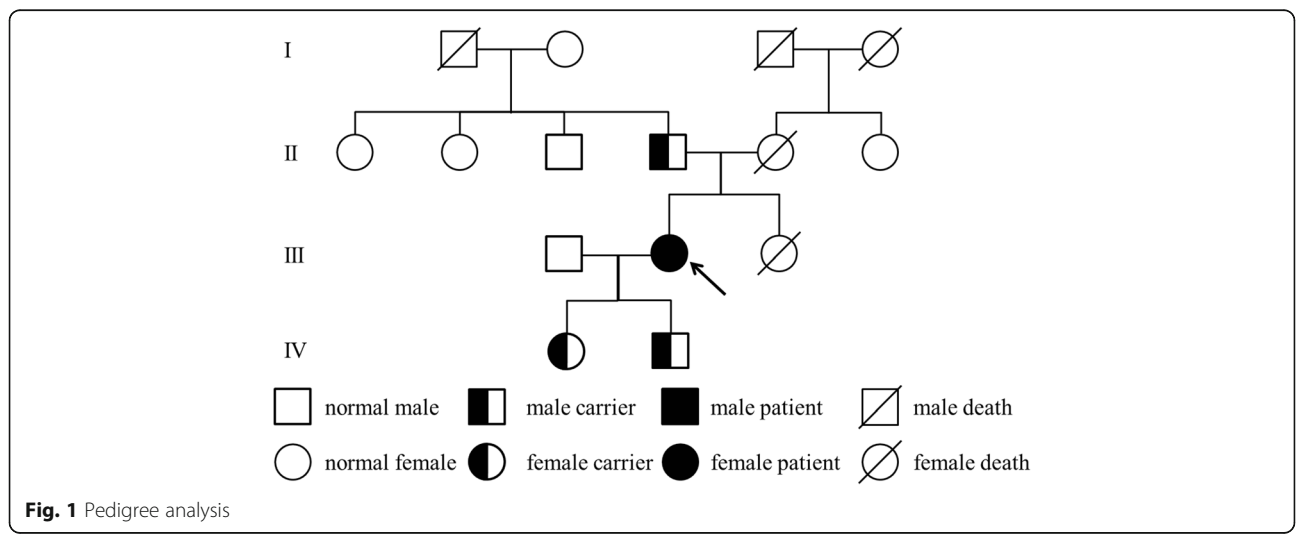 I
II
III
IV
normal male male carrier male patient male death
normal female female carrier female patient female death
Fig. 1 Pedigree analysis